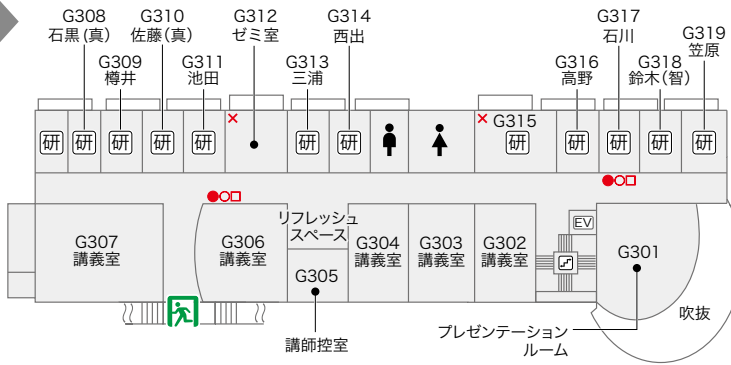 G308
石黒(真)
G310
佐藤(真)
G312
ゼミ室
G314
西出
G317
石川
G319
笠原
G309
樽井
G311
池田
G313
三浦
G316
高野
G318
鈴木(智)
G315
研
研
研
研
研
研
研
研
研
研
研
研
G307
講義室
G306
講義室
リフレッシュ
スペース
G305
G304
講義室
G303
講義室
G302
講義室
EV
G301
講師控室
プレゼンテーション
ルーム
吹抜